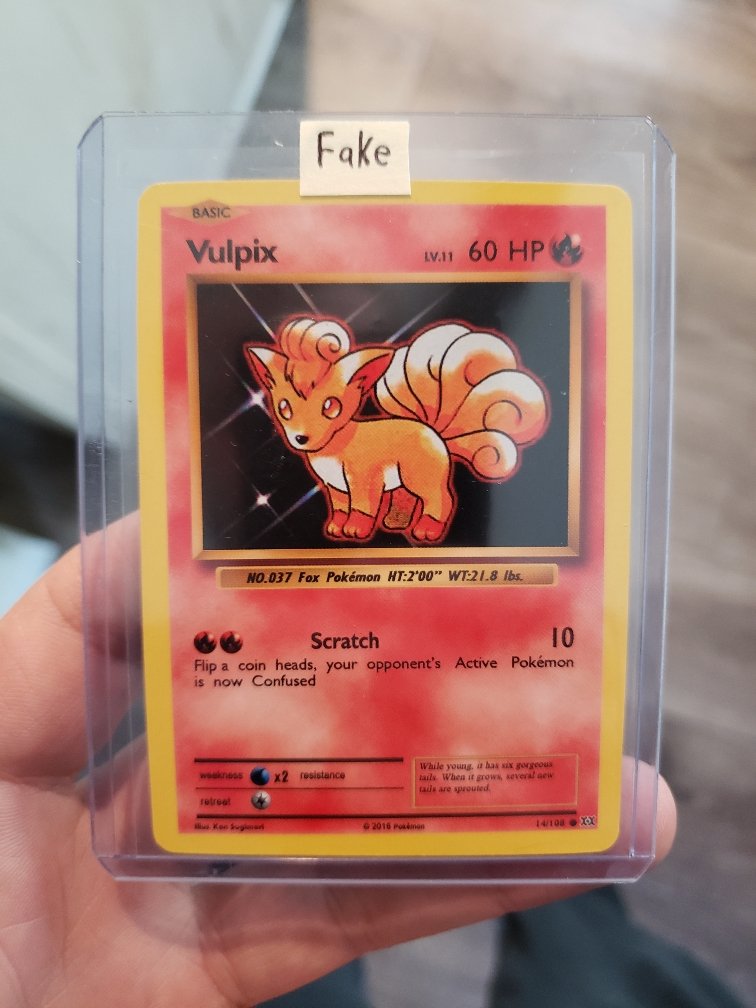 Fake
BASIC
Vulpix LV.11 60 HP
NO.037 Fox Pokémon HT:2'00" WT:21.8 lbs.
Scratch 10
Flip a coin heads, your opponent's Active Pokémon
is now Confused
weakness x2 resistance
retreat
While young, it has six gorgeous
tails. When it grows, several new
tails are sprouted.
Illus. Ken Sugimori © 2016 Pokémon 14/108